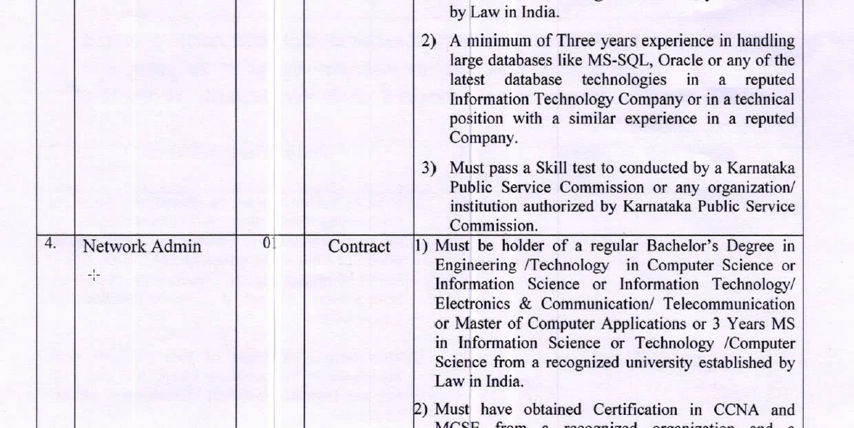 by Law in India.
2) A minimum of Three years experience in handling
large databases like MS-SQL, Oracle or any of the
latest database technologies in a reputed
Information Technology Company or in a technical
position with a similar experience in a reputed
Company.
3) Must pass a Skill test to conducted by a Karnataka
Public Service Commission or any organization/
institution authorized by Karnataka Public Service
Commission.
4. Network Admin 01 Contract 1) Must be holder of a regular Bachelor's Degree in
Engineering /Technology in Computer Science or
Information Science or Information Technology/
Electronics & Communication/ Telecommunication
or Master of Computer Applications or 3 Years MS
in Information Science or Technology /Computer
Science from a recognized university established by
Law in India.
2) Must have obtained Certification in CCNA and
MCSE from a recognized organization and a